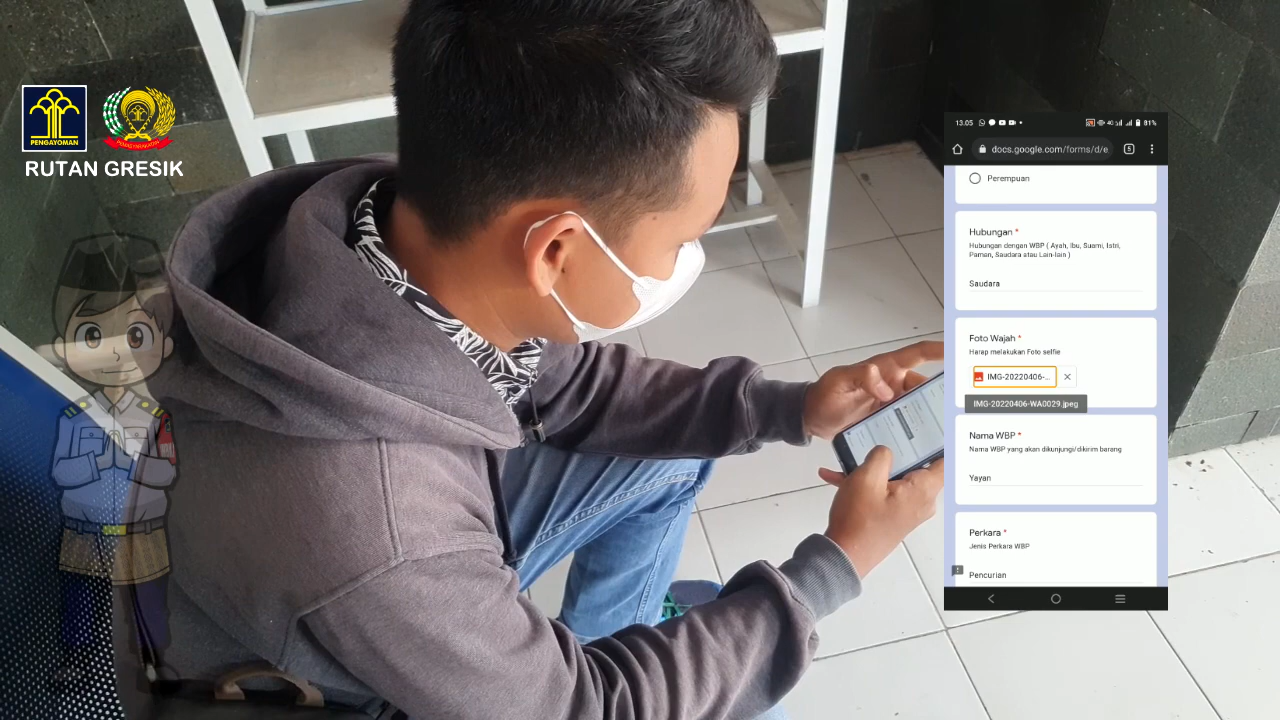 PENGAYOMAN
RUTAN GRESIK
13.05
4G
81%
docs.google.com/forms/d/e
5
Perempuan
Hubungan *
Hubungan dengan WBP ( Ayah, Ibu, Suami, Istri,
Paman, Saudara atau Lain-lain )
Saudara
Foto Wajah *
Harap melakukan Foto selfie
IMG-20220406-...
IMG-20220406-WA0029.jpeg
Nama WBP *
Nama WBP yang akan dikunjungi/dikirim barang
Yayan
Perkara *
Jenis Perkara WBP
Pencurian